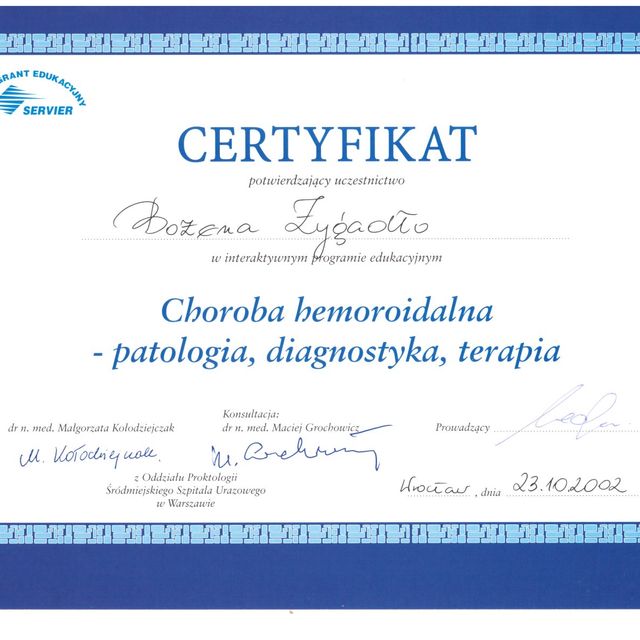 GRANT EDUKACYJNY
SERVIER
CERTYFIKAT
potwierdzający uczestnictwo
Bożena Zygadło
w interaktywnym programie edukacyjnym
Choroba hemoroidalna
- patologia, diagnostyka, terapia
Konsultacja:
dr n. med. Małgorzata Kołodziejczak
dr n. med. Maciej Grochowicz
Prowadzący
M. Kołodziejczak
z Oddziału Proktologii
Śródmiejskiego Szpitala Urazowego
w Warszawie
Wrocław, dnia 23.10.2002